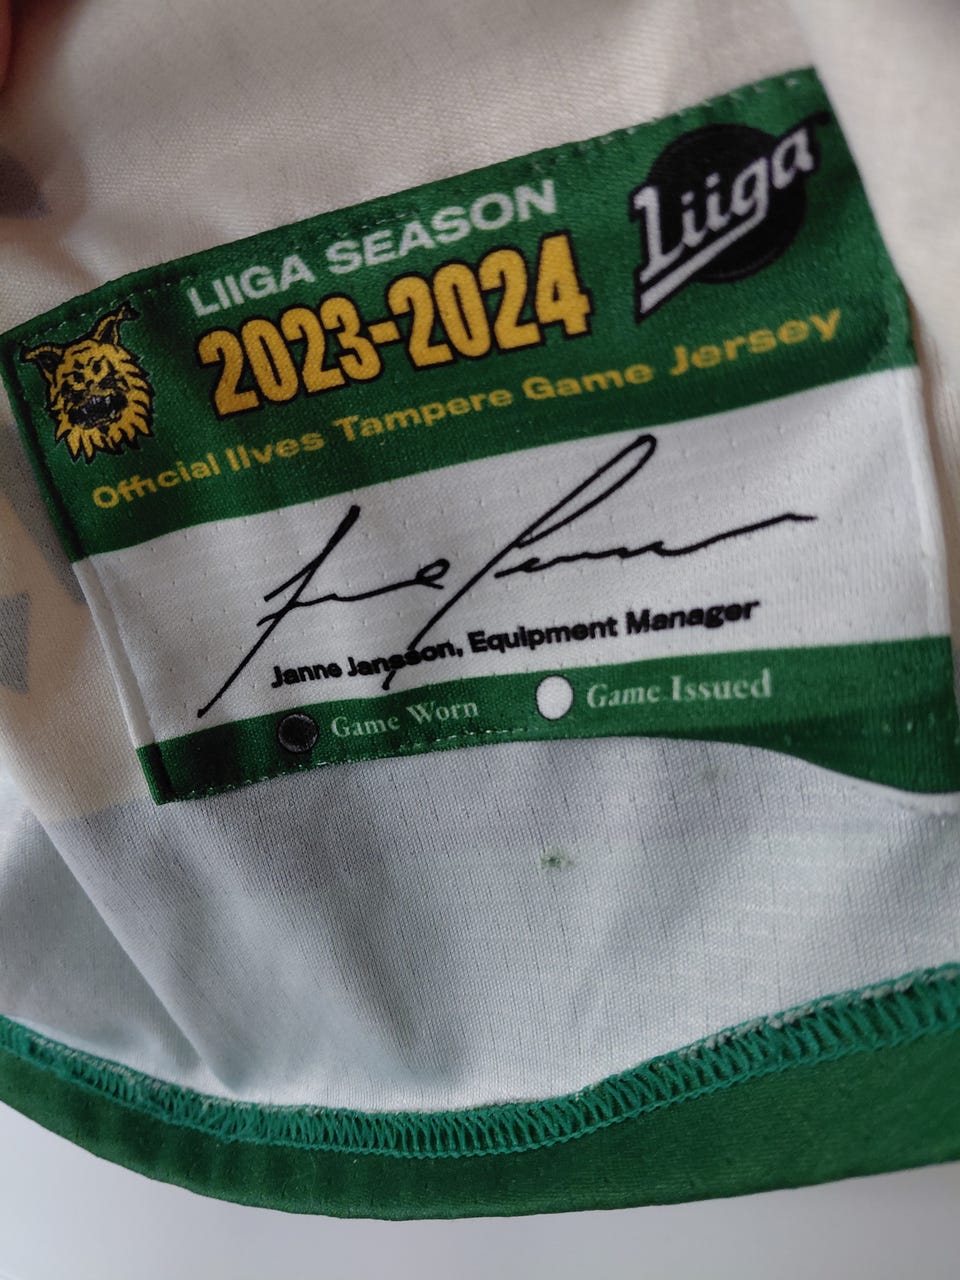 LIIGA SEASON
Liiga
2023-2024
Official Ilves Tampere Game Jersey
Janne Jansson, Equipment Manager
Game Worn
Game Issued